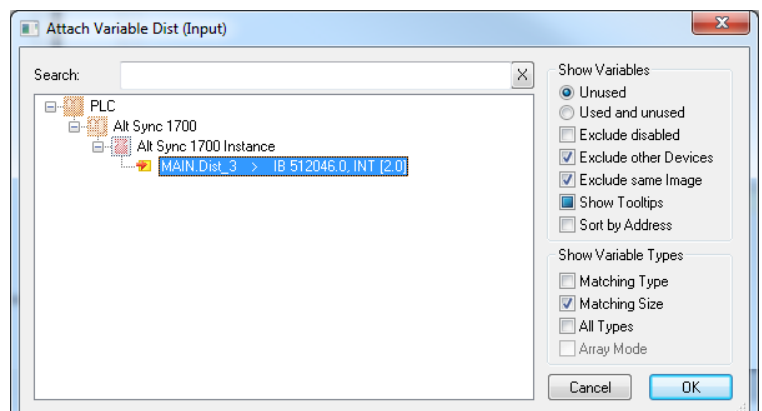 Attach Variable Dist (Input)
Search:
X
PLC
Alt Sync 1700
Alt Sync 1700 Instance
MAIN.Dist_3 > IB 512046.0, INT [2.0]
Show Variables
Unused
Used and unused
Exclude disabled
Exclude other Devices
Exclude same Image
Show Tooltips
Sort by Address
Show Variable Types
Matching Type
Matching Size
All Types
Array Mode
Cancel
OK